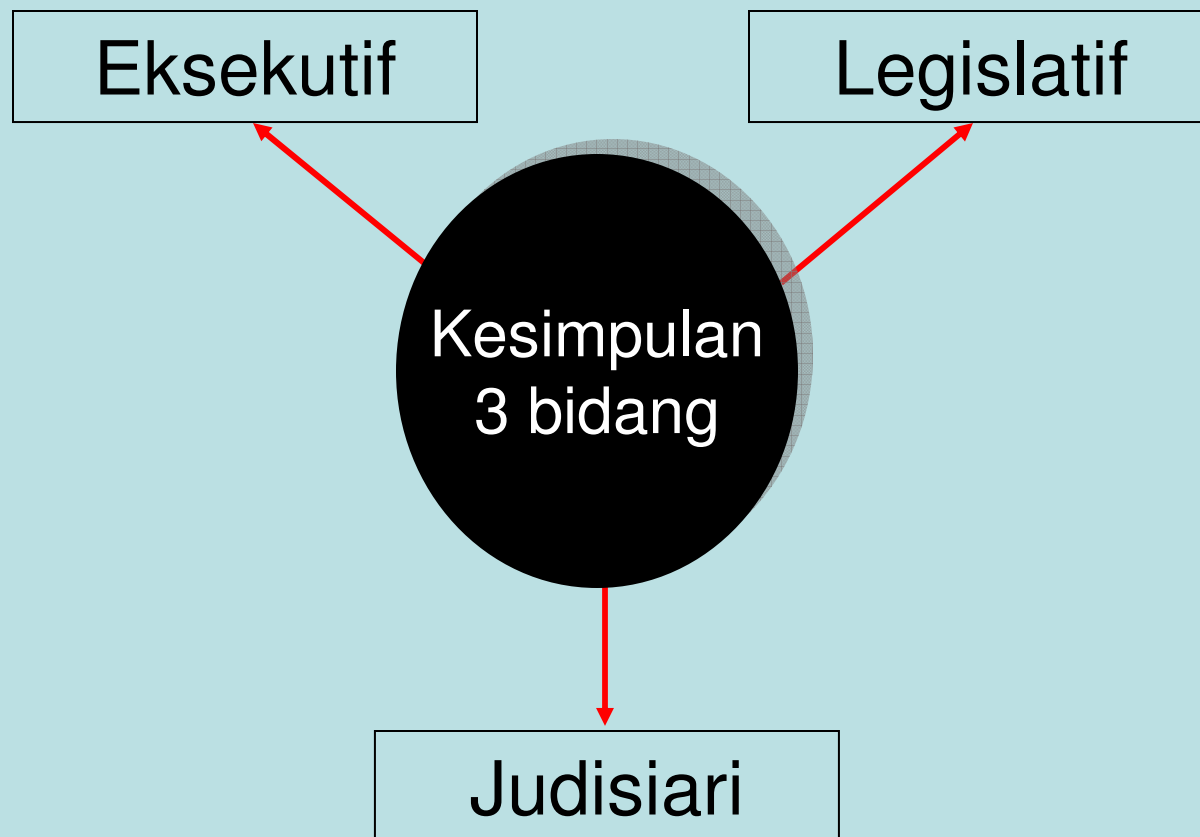 Eksekutif
Legislatif
Kesimpulan
3 bidang
Judisiari